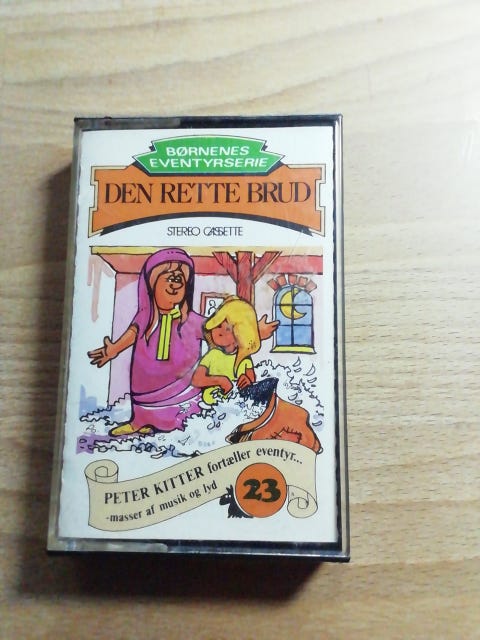 BØRNENES
EVENTYRSERIE
DEN RETTE BRUD
STEREO CASSETTE
PETER KITTER fortæller eventyr...
-masser af musik og lyd
23